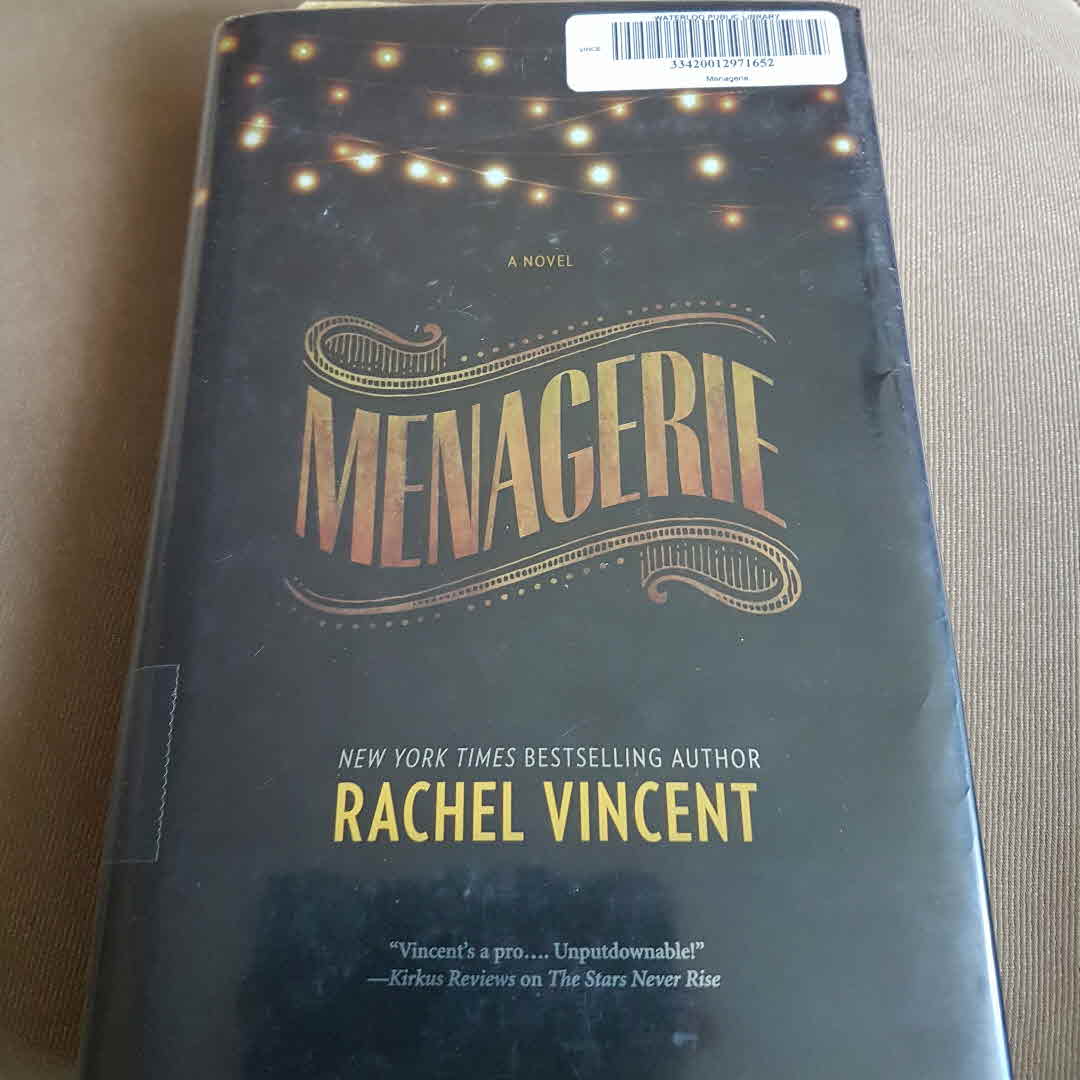 WATERLOO PUBLIC LIBRARY
VINCE
33420012971652
Menagerie
A NOVEL
MENAGERIE
NEW YORK TIMES BESTSELLING AUTHOR
RACHEL VINCENT
“Vincent’s a pro.... Unputdownable!”
—Kirkus Reviews on The Stars Never Rise